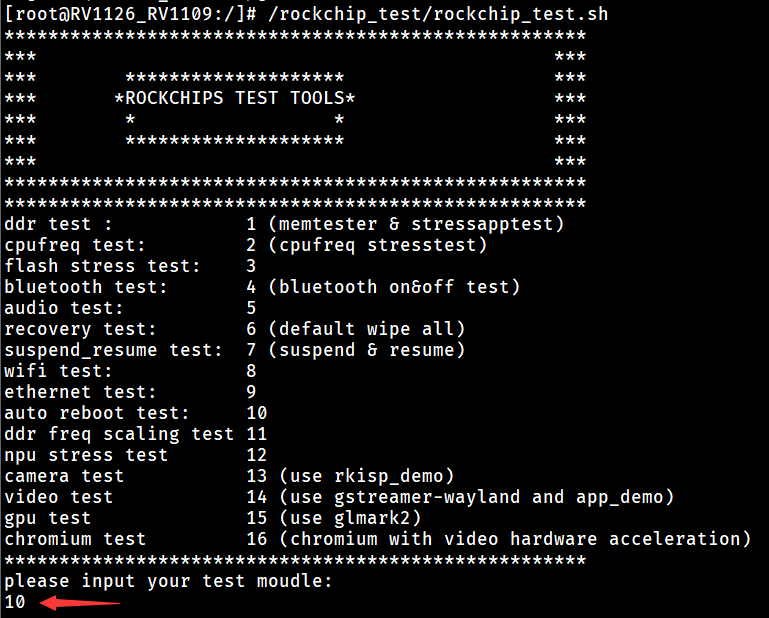 [root@RV1126_RV1109:/]# /rockchip_test/rockchip_test.sh
*****************************************************
***                                               ***
***        ********************                   ***
***       *ROCKCHIPS TEST TOOLS*                  ***
***        *                  *                   ***
***        ********************                   ***
***                                               ***
*****************************************************
*****************************************************
ddr test :            1 (memtester & stressapptest)
cpufreq test:         2 (cpufreq stresstest)
flash stress test:    3
bluetooth test:       4 (bluetooth on&off test)
audio test:           5
recovery test:        6 (default wipe all)
suspend_resume test:  7 (suspend & resume)
wifi test:            8
ethernet test:        9
auto reboot test:     10
ddr freq scaling test 11
npu stress test       12
camera test           13 (use rkisp_demo)
video test            14 (use gstreamer-wayland and app_demo)
gpu test              15 (use glmark2)
chromium test         16 (chromium with video hardware acceleration)
*****************************************************
please input your test moudle:
10